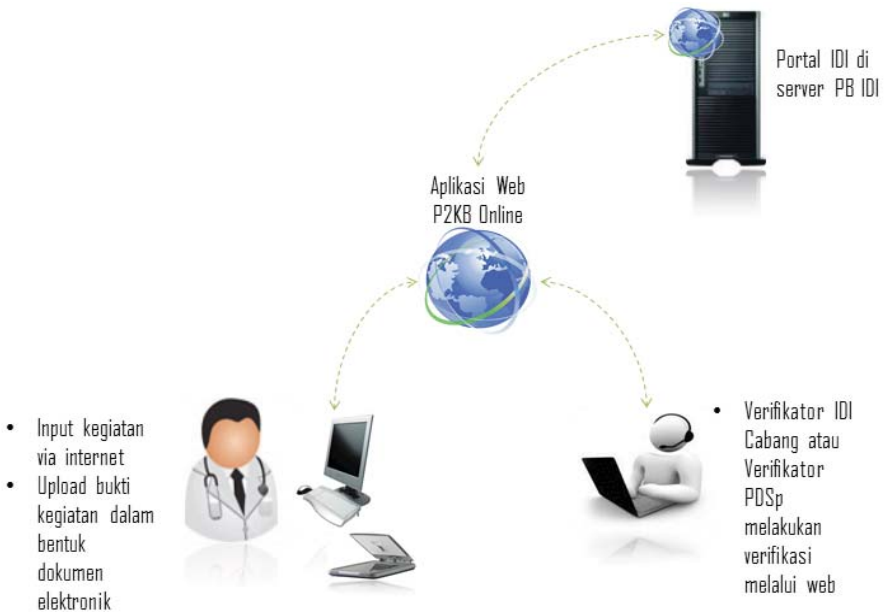 Portal IDI di
server PB IDI
Aplikasi Web
P2KB Online
• Input kegiatan
via internet
• Upload bukti
kegiatan dalam
bentuk
dokumen
elektronik
• Verifikator IDI
Cabang atau
Verifikator
PDSp
melakukan
verifikasi
melalui web